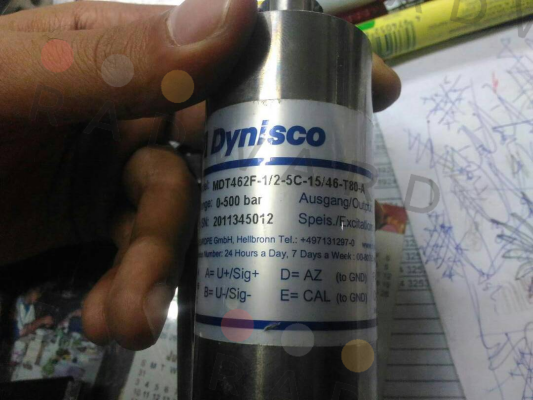 Dynisco
MDT462F-1/2-5C-15/46-T80-A
0-500 bar
Ausgang/Outp
2011345012
Speis./Excitation
GmbH, Heilbronn Tel.: +497131297-0
Number: 24 Hours a Day, 7 Days a Week:
A= U+/Sig+ D= AZ (to GND)
B= U-/Sig- E= CAL (to GND)